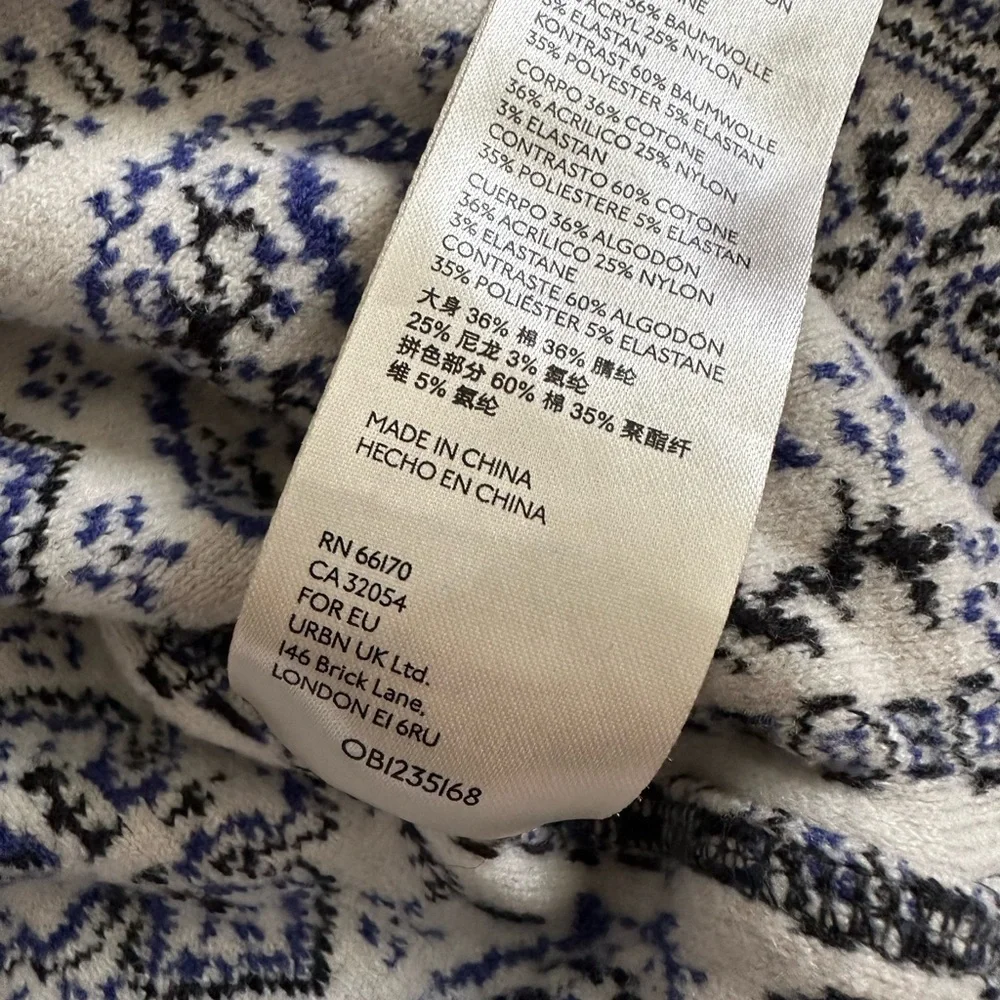 36% BAUMWOLLE
ACRYL 25% NYLON
ELASTAN
KONTRAST 60% BAUMWOLLE
35% POLYESTER 5% ELASTAN
CORPO 36% COTONE
36% ACRILICO 25% NYLON
3% ELASTAN
CONTRASTO 60% COTONE,
35% POLIESTERE 5% ELASTAN
CUERPO 36% ALGODÓN
36% ACRÍLICO 25% NYLON
3% ELASTANE
CONTRASTE 60% ALGODÓN
35% POLIÉSTER 5% ELASTANE
大身 36% 棉 36% 腈纶
25% 尼龙 3% 氨纶
拼色部分 60% 棉 35% 聚酯纤
维 5% 氨纶
MADE IN CHINA
HECHO EN CHINA
RN 66170
CA 32054
FOR EU
URBN UK Ltd.
146 Brick Lane,
LONDON E1 6RU
OB1235168